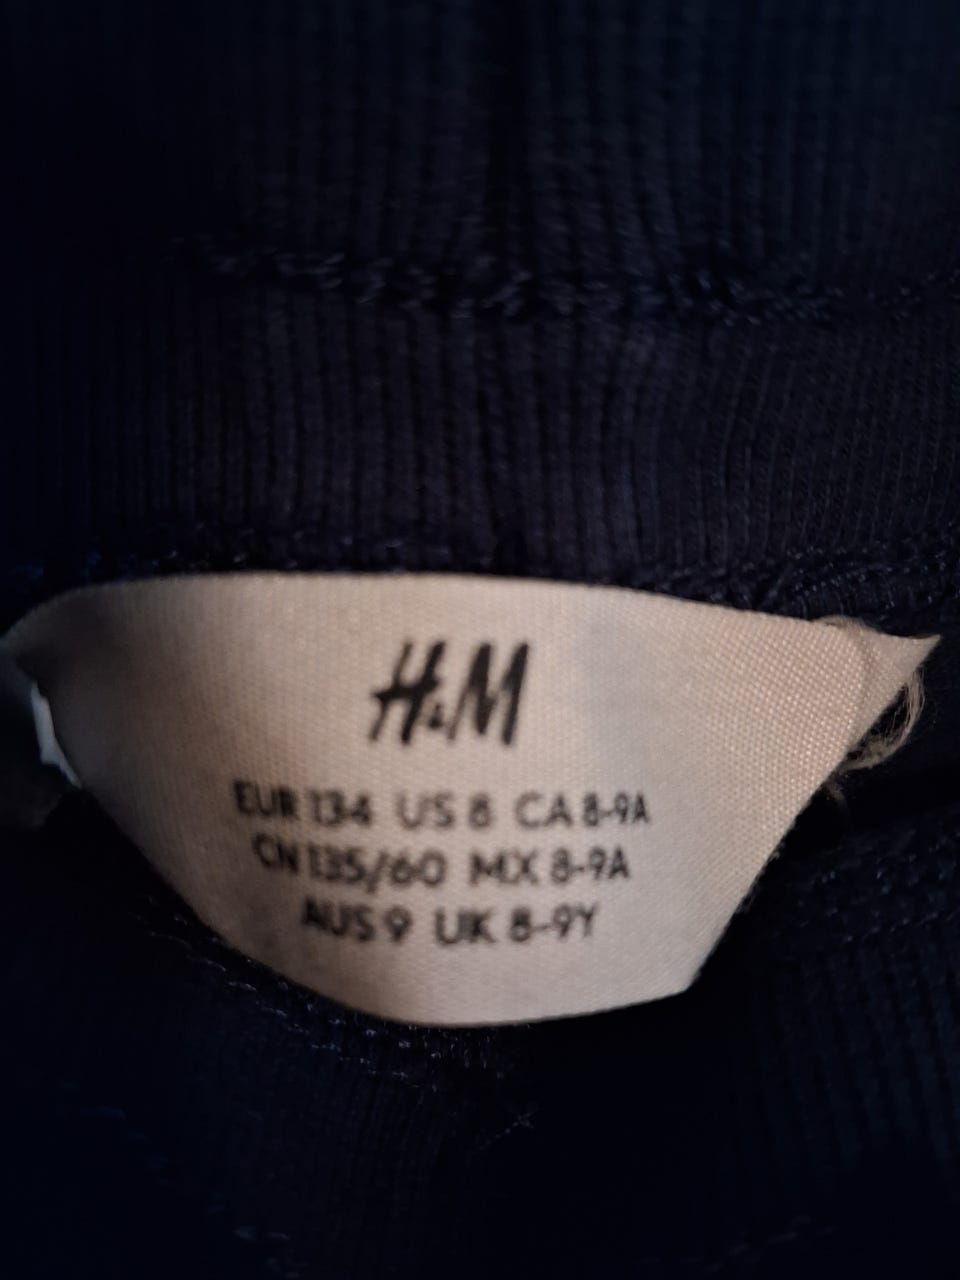 H&M
EUR 134 US 8 CA 8-9A
CN 135/60 MX 8-9A
AUS 9 UK 8-9Y